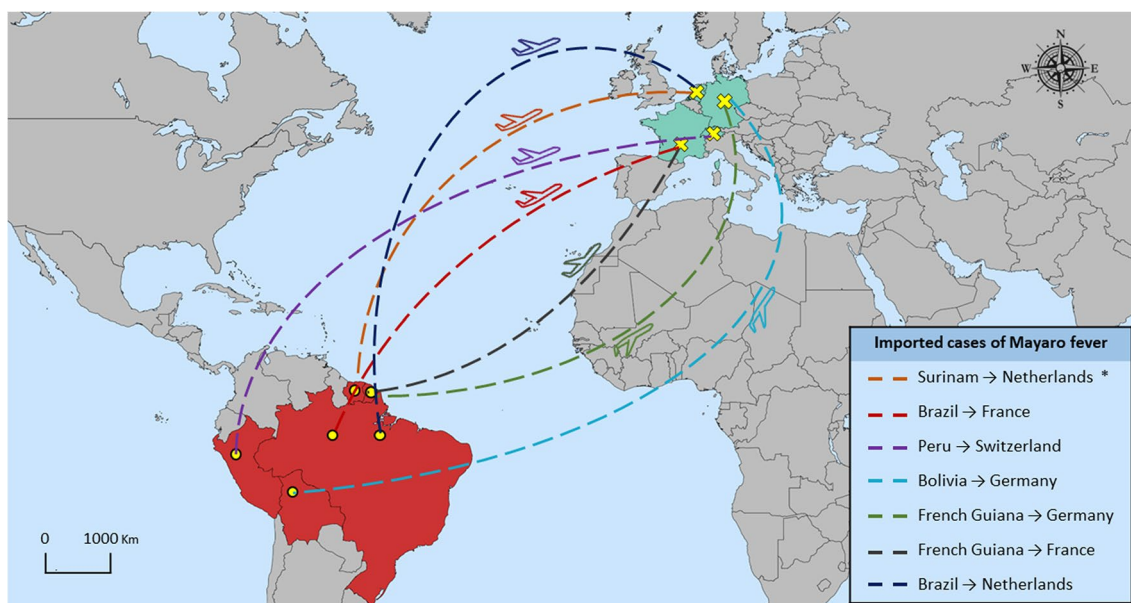 N
W E
S
Imported cases of Mayaro fever
Surinam → Netherlands *
Brazil → France
Peru → Switzerland
Bolivia → Germany
French Guiana → Germany
French Guiana → France
Brazil → Netherlands
0 1000 Km